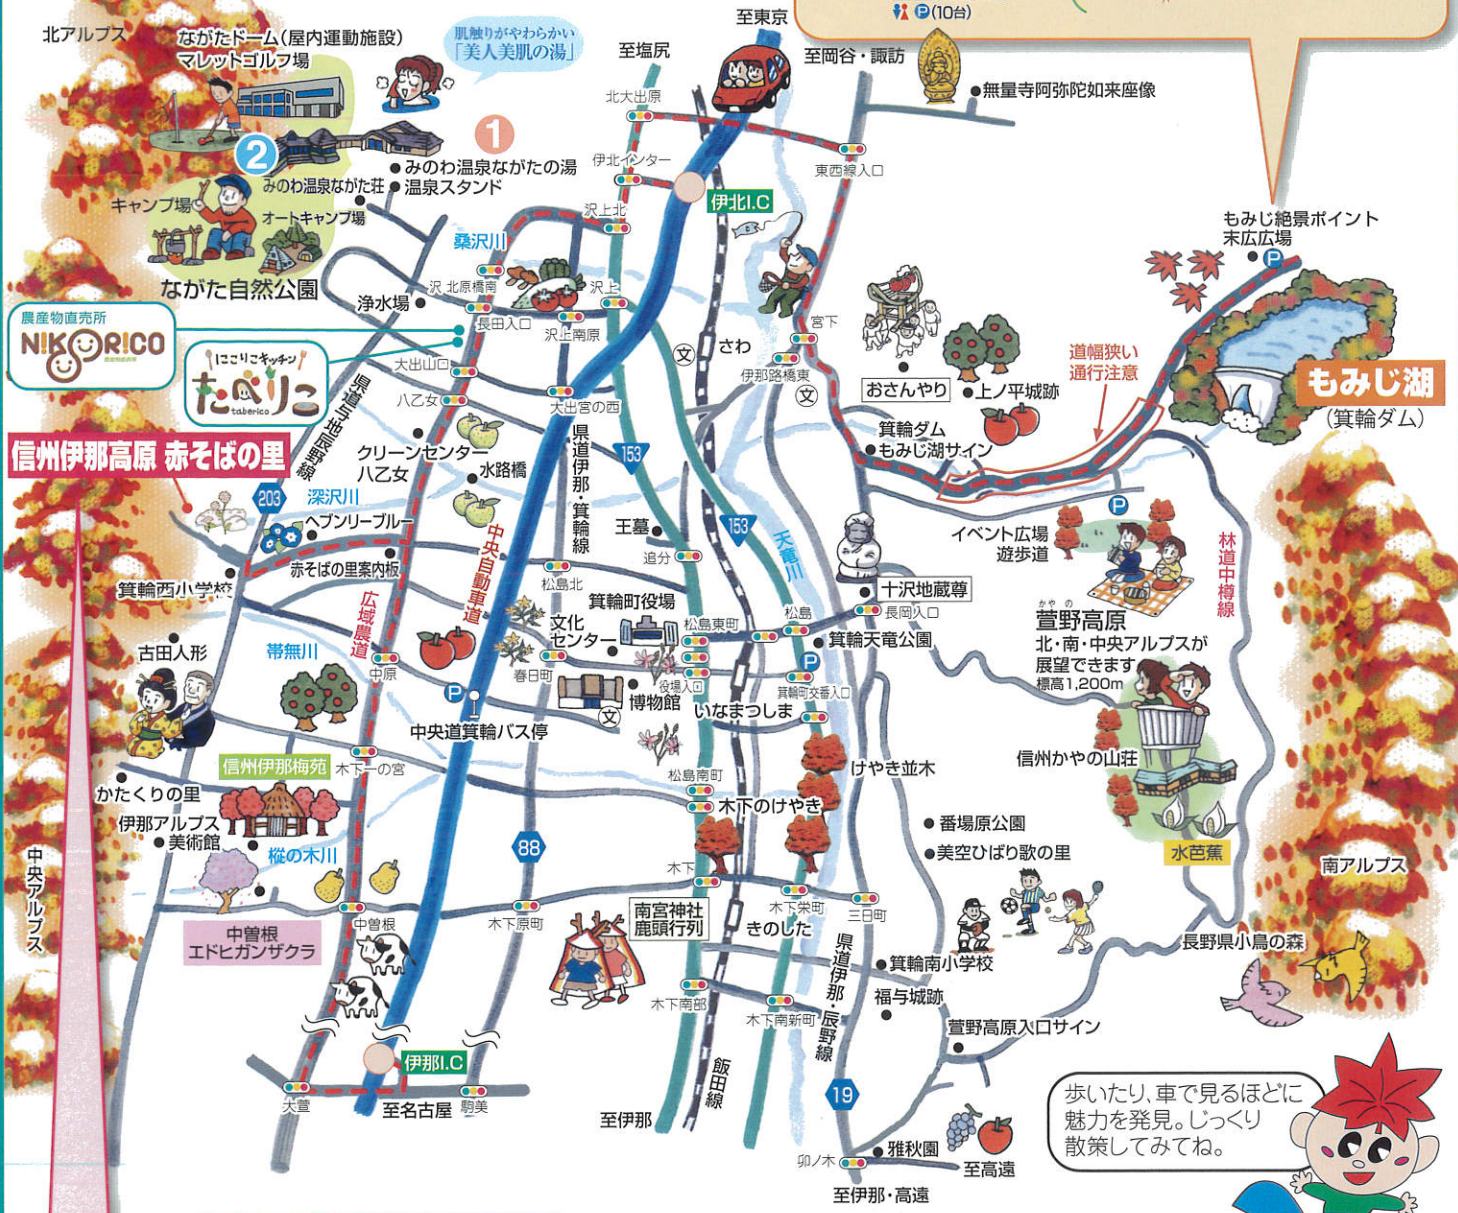 至東京
(10台)
北アルプス
ながたドーム(屋内運動施設)
マレットゴルフ場
肌触りがやわらかい
「美人美肌の湯」
至塩尻
至岡谷・諏訪
北大出原
無量寺阿弥陀如来座像
1
2
みのわ温泉ながたの湯
みのわ温泉ながた荘
温泉スタンド
伊北インター
東西線入口
キャンプ場
オートキャンプ場
沢上北
伊北I.C
もみじ絶景ポイント
末広広場
P
桑沢川
ながた自然公園
沢 北原橋南
沢上
浄水場
長田入口
沢上南原
農産物直売所
NIKORICO
にこりこキッチン
たべりこ
taberico
大出山口
文
さわ
宮下
伊那路橋東
道幅狭い
通行注意
もみじ湖
(箕輪ダム)
八乙女
大出宮の西
文
おさんやり
上ノ平城跡
県道与地辰野線
信州伊那高原 赤そばの里
クリーンセンター
八乙女
水路橋
県道伊那・箕輪線
153
箕輪ダム
もみじ湖サイン
203
深沢川
ヘブンリーブルー
中央自動車道
王墓
153
天竜川
P
イベント広場
遊歩道
林道中樽線
赤そばの里案内板
追分
箕輪西小学校
広域農道
松島北
箕輪町役場
十沢地蔵尊
長岡入口
文化
センター
松島東町
松島
箕輪天竜公園
かやの
萱野高原
北・南・中央アルプスが
展望できます
標高1,200m
古田人形
帯無川
中原
春日町
役場入口
P
箕輪町交番入口
P
博物館
文
いなまつしま
中央道箕輪バス停
信州伊那梅苑
木下一の宮
松島南町
けやき並木
信州かやの山荘
かたくりの里
木下のけやき
伊那アルプス
美術館
樅の木川
88
番場原公園
美空ひばり歌の里
水芭蕉
南アルプス
中央アルプス
木下
中曽根
エドヒガンザクラ
中曽根
木下原町
南宮神社
鹿頭行列
木下栄町
きのした
三日町
長野県小鳥の森
県道伊那・辰野線
箕輪南小学校
木下南部
木下南新町
福与城跡
萱野高原入口サイン
伊那I.C
飯田線
大萱
至名古屋
駒美
至伊那
19
歩いたり、車で見るほどに
魅力を発見。じっくり
散策してみてね。
卯ノ木
雅秋園
至高遠
至伊那・高遠